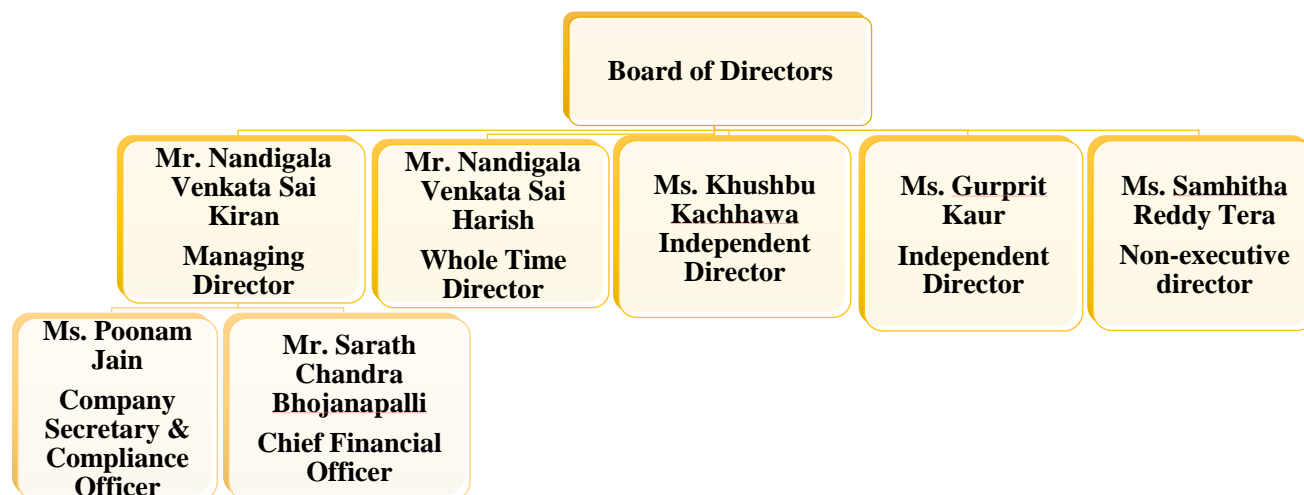 Board of Directors
Mr. Nandigala
Venkata Sai
Kiran
Managing
Director
Mr. Nandigala
Venkata Sai
Harish
Whole Time
Director
Ms. Khushbu
Kachhawa
Independent
Director
Ms. Gurprit
Kaur
Independent
Director
Ms. Samhitha
Reddy Tera
Non-executive
director
Ms. Poonam
Jain
Company
Secretary &
Compliance
Officer
Mr. Sarath
Chandra
Bhojanapalli
Chief Financial
Officer